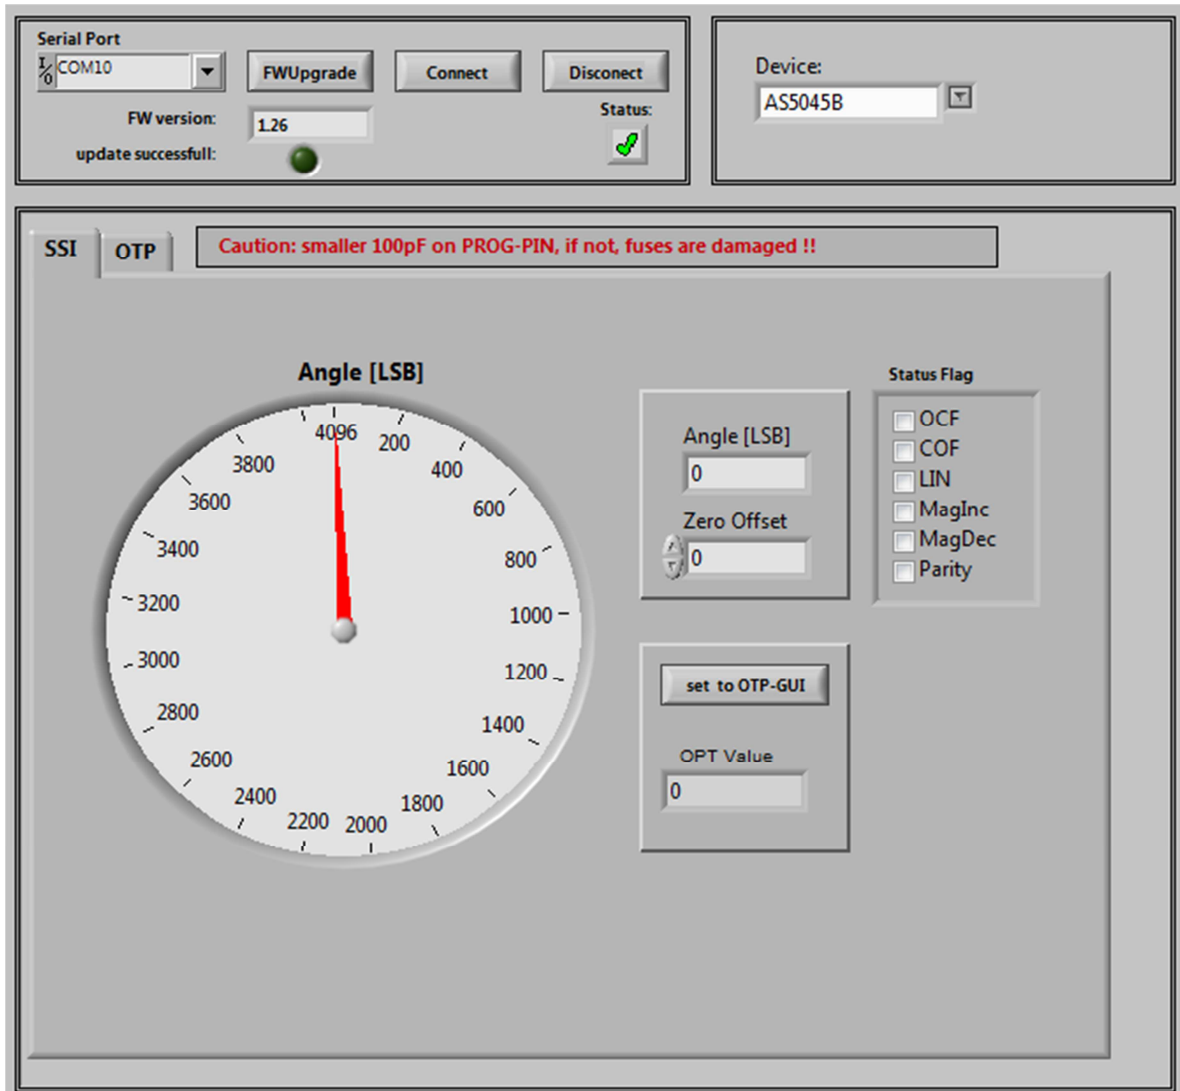 Serial Port
I/O COM10
FWUpgrade
Connect
Disconect
FW version:
1.26
Status:
update successfull:
Device:
AS5045B
SSI
OTP
Caution: smaller 100pF on PROG-PIN, if not, fuses are damaged !!
Angle [LSB]
4096
200
400
600
800
1000
1200
1400
1600
1800
2000
2200
2400
2600
2800
3000
3200
3400
3600
3800
Angle [LSB]
0
Zero Offset
0
Status Flag
OCF
COF
LIN
MagInc
MagDec
Parity
set to OTP-GUI
OPT Value
0